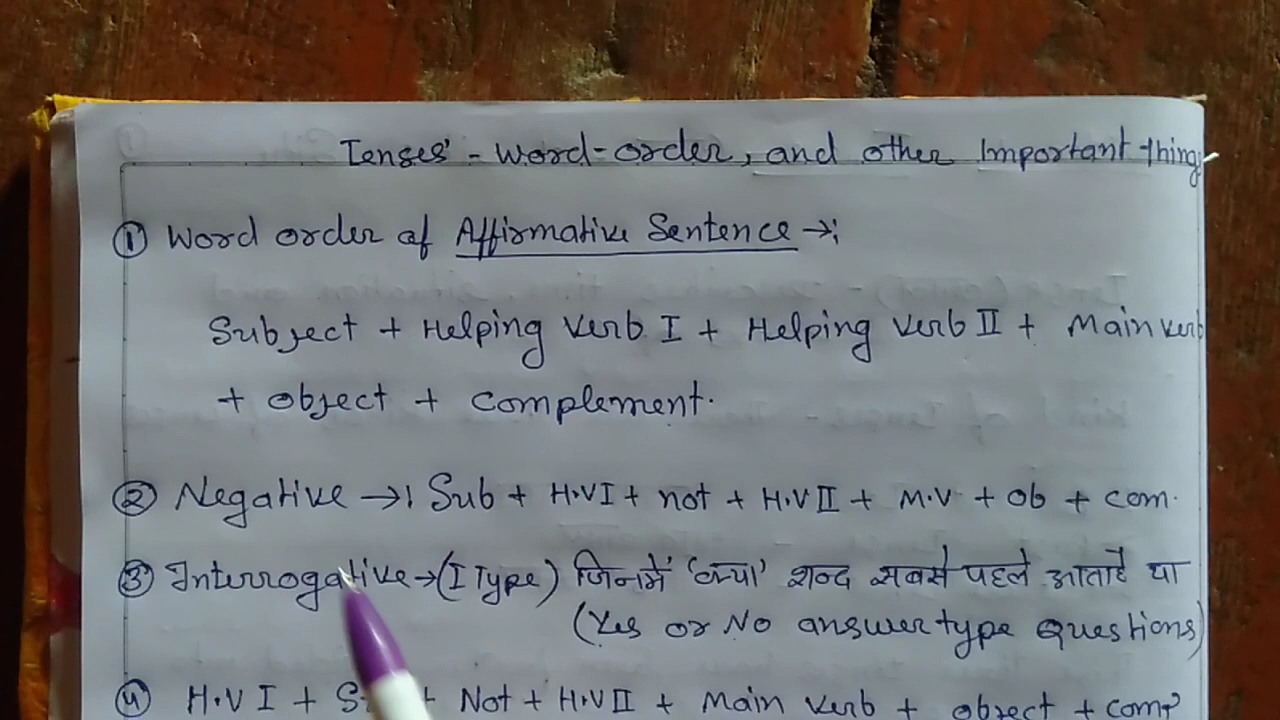 Tenses' - Word-order, and other Important thing
① Word order of Affirmative Sentence →:
Subject + Helping Verb I + Helping Verb II + Main verb
+ object + Complement.
② Negative →: Sub + H.V I + not + H.V II + M.V + Ob + com.
③ Interrogative → (I Type) जिनमें 'क्या' शब्द सबसे पहले आता है या
(Yes or No answer type Questions)
④ H.V I + + Not + H.V II + Main verb + object + comp?